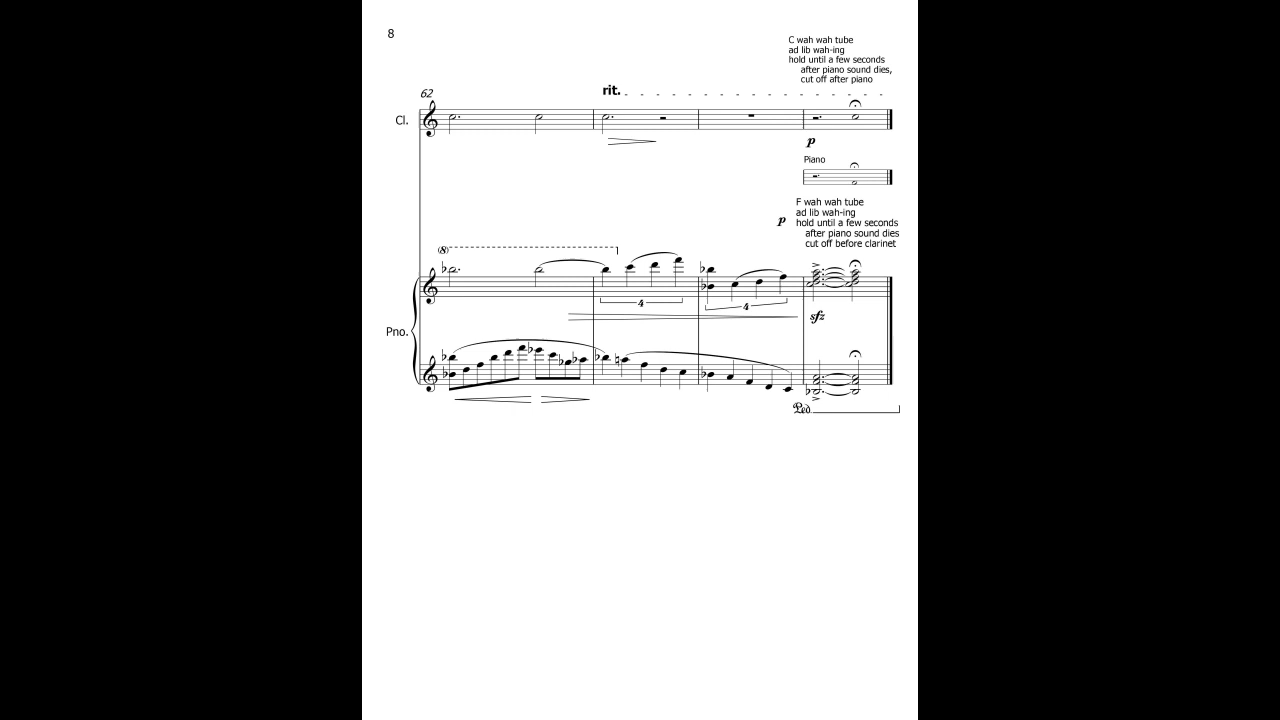 8
C wah wah tube
ad lib wah-ing
hold until a few seconds
after piano sound dies,
cut off after piano
rit.
62
Cl.
p
Piano
F wah wah tube
ad lib wah-ing
p
hold until a few seconds
after piano sound dies
cut off before clarinet
(8)
4
4
sfz
Pno.
Ped.